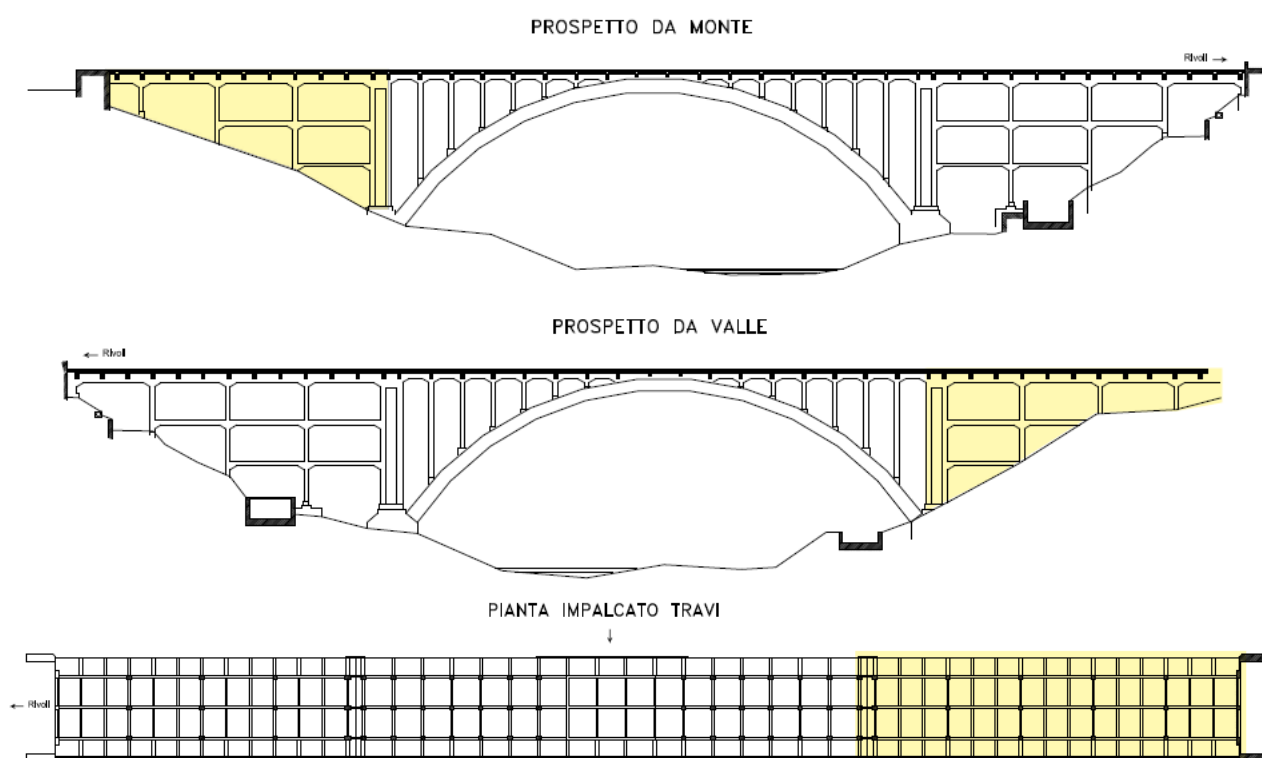 PROSPETTO DA MONTE
Rivoli →
PROSPETTO DA VALLE
← Rivoli
PIANTA IMPALCATO TRAVI
↓
← Rivoli